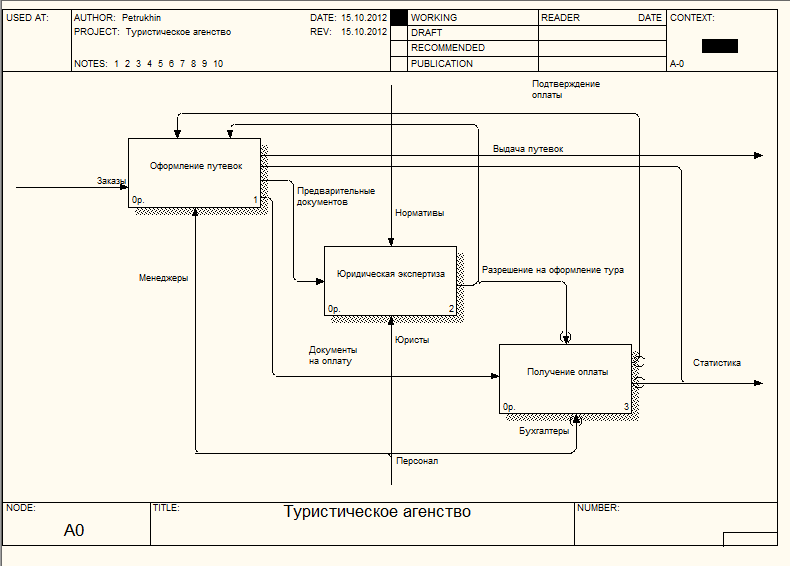 USED AT:
AUTHOR: Petrukhin
DATE: 15.10.2012
WORKING
READER
DATE
CONTEXT:
PROJECT: Туристическое агенство
REV: 15.10.2012
DRAFT
RECOMMENDED
NOTES: 1 2 3 4 5 6 7 8 9 10
PUBLICATION
A-0
Подтверждение
оплаты
Выдача путевок
Оформление путевок
Заказы
0р.
1
Предварительные
документов
Нормативы
Менеджеры
Юридическая экспертиза
0р.
2
Разрешение на оформление тура
Юристы
Документы
на оплату
Получение оплаты
0р.
3
Статистика
Бухгалтеры
Персонал
NODE:
A0
TITLE:
Туристическое агенство
NUMBER: